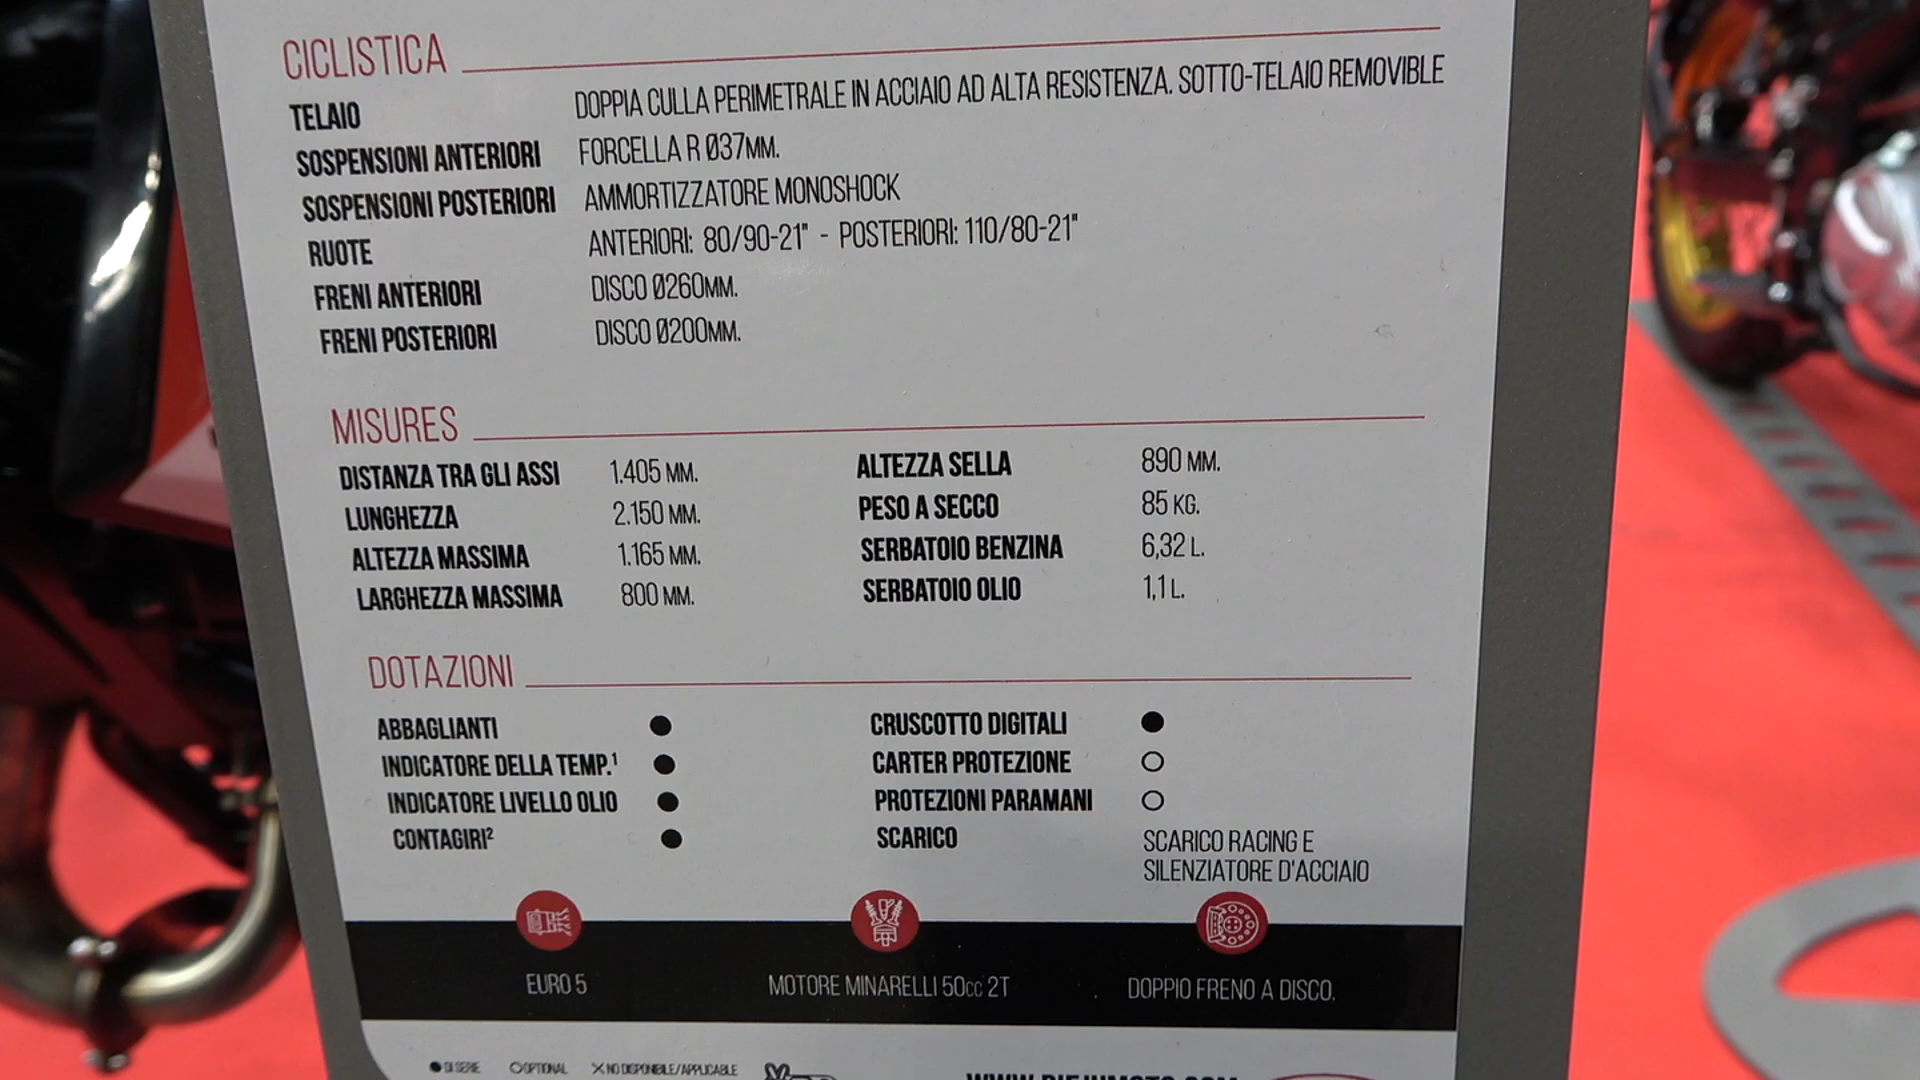 CICLISTICA
TELAIO DOPPIA CULLA PERIMETRALE IN ACCIAIO AD ALTA RESISTENZA. SOTTO-TELAIO REMOVIBLE
SOSPENSIONI ANTERIORI FORCELLA R Ø37MM.
SOSPENSIONI POSTERIORI AMMORTIZZATORE MONOSHOCK
RUOTE ANTERIORI: 80/90-21" - POSTERIORI: 110/80-21"
FRENI ANTERIORI DISCO Ø260MM.
FRENI POSTERIORI DISCO Ø200MM.
MISURES
DISTANZA TRA GLI ASSI 1.405 MM. ALTEZZA SELLA 890 MM.
LUNGHEZZA 2.150 MM. PESO A SECCO 85 KG.
ALTEZZA MASSIMA 1.165 MM. SERBATOIO BENZINA 6,32 L.
LARGHEZZA MASSIMA 800 MM. SERBATOIO OLIO 1,1 L.
DOTAZIONI
ABBAGLIANTI ● CRUSCOTTO DIGITALI ●
INDICATORE DELLA TEMP.¹ ● CARTER PROTEZIONE ○
INDICATORE LIVELLO OLIO ● PROTEZIONI PARAMANI ○
CONTAGIRI² ● SCARICO SCARICO RACING E
SILENZIATORE D'ACCIAIO
EURO 5 MOTORE MINARELLI 50cc 2T DOPPIO FRENO A DISCO.
● DI SERIE ○ OPTIONAL ✕ NO DISPONIBLE/APPLICABLE